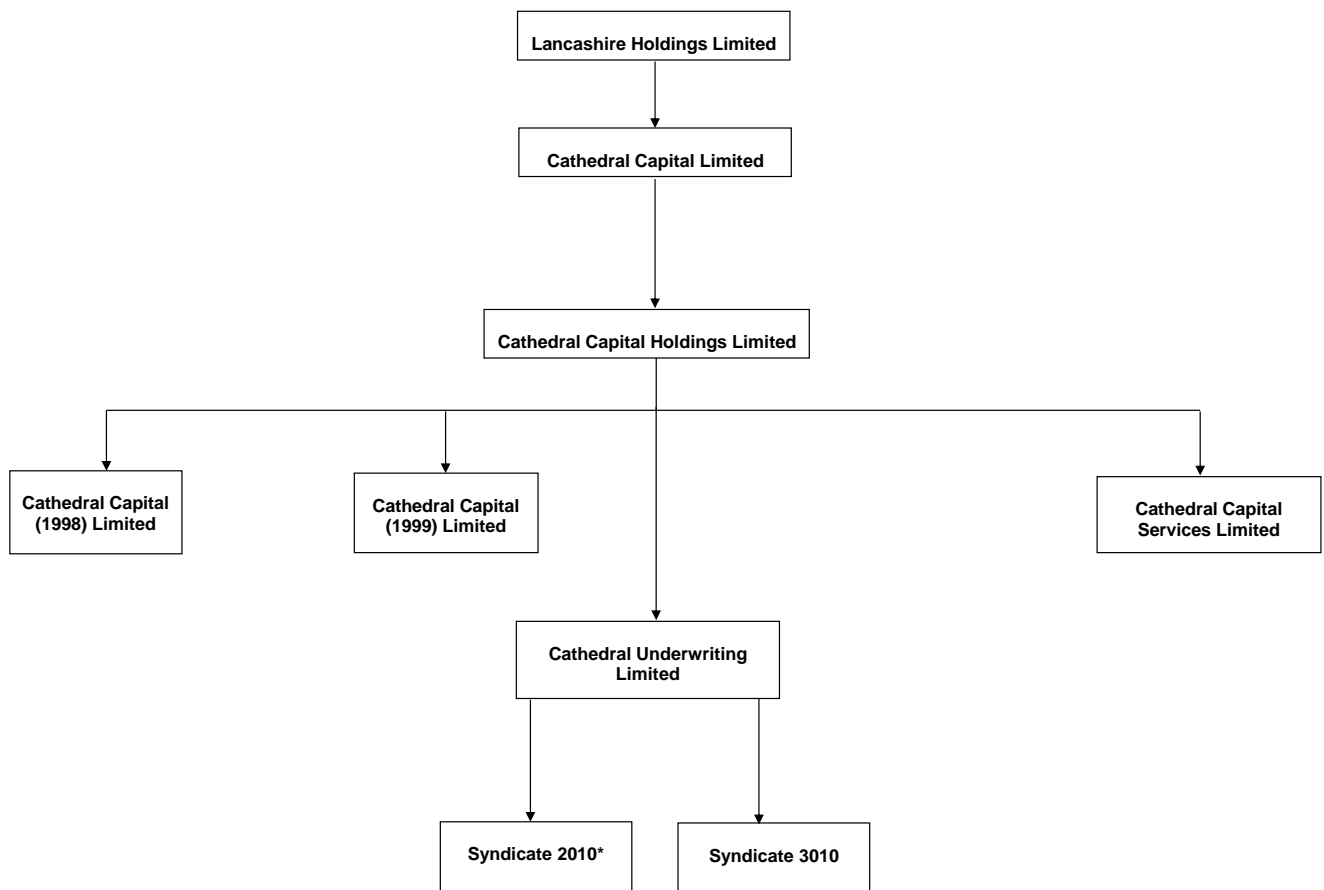 Lancashire Holdings Limited
Cathedral Capital Limited
Cathedral Capital Holdings Limited
Cathedral Capital
(1998) Limited
Cathedral Capital
(1999) Limited
Cathedral Capital
Services Limited
Cathedral Underwriting
Limited
Syndicate 2010*
Syndicate 3010